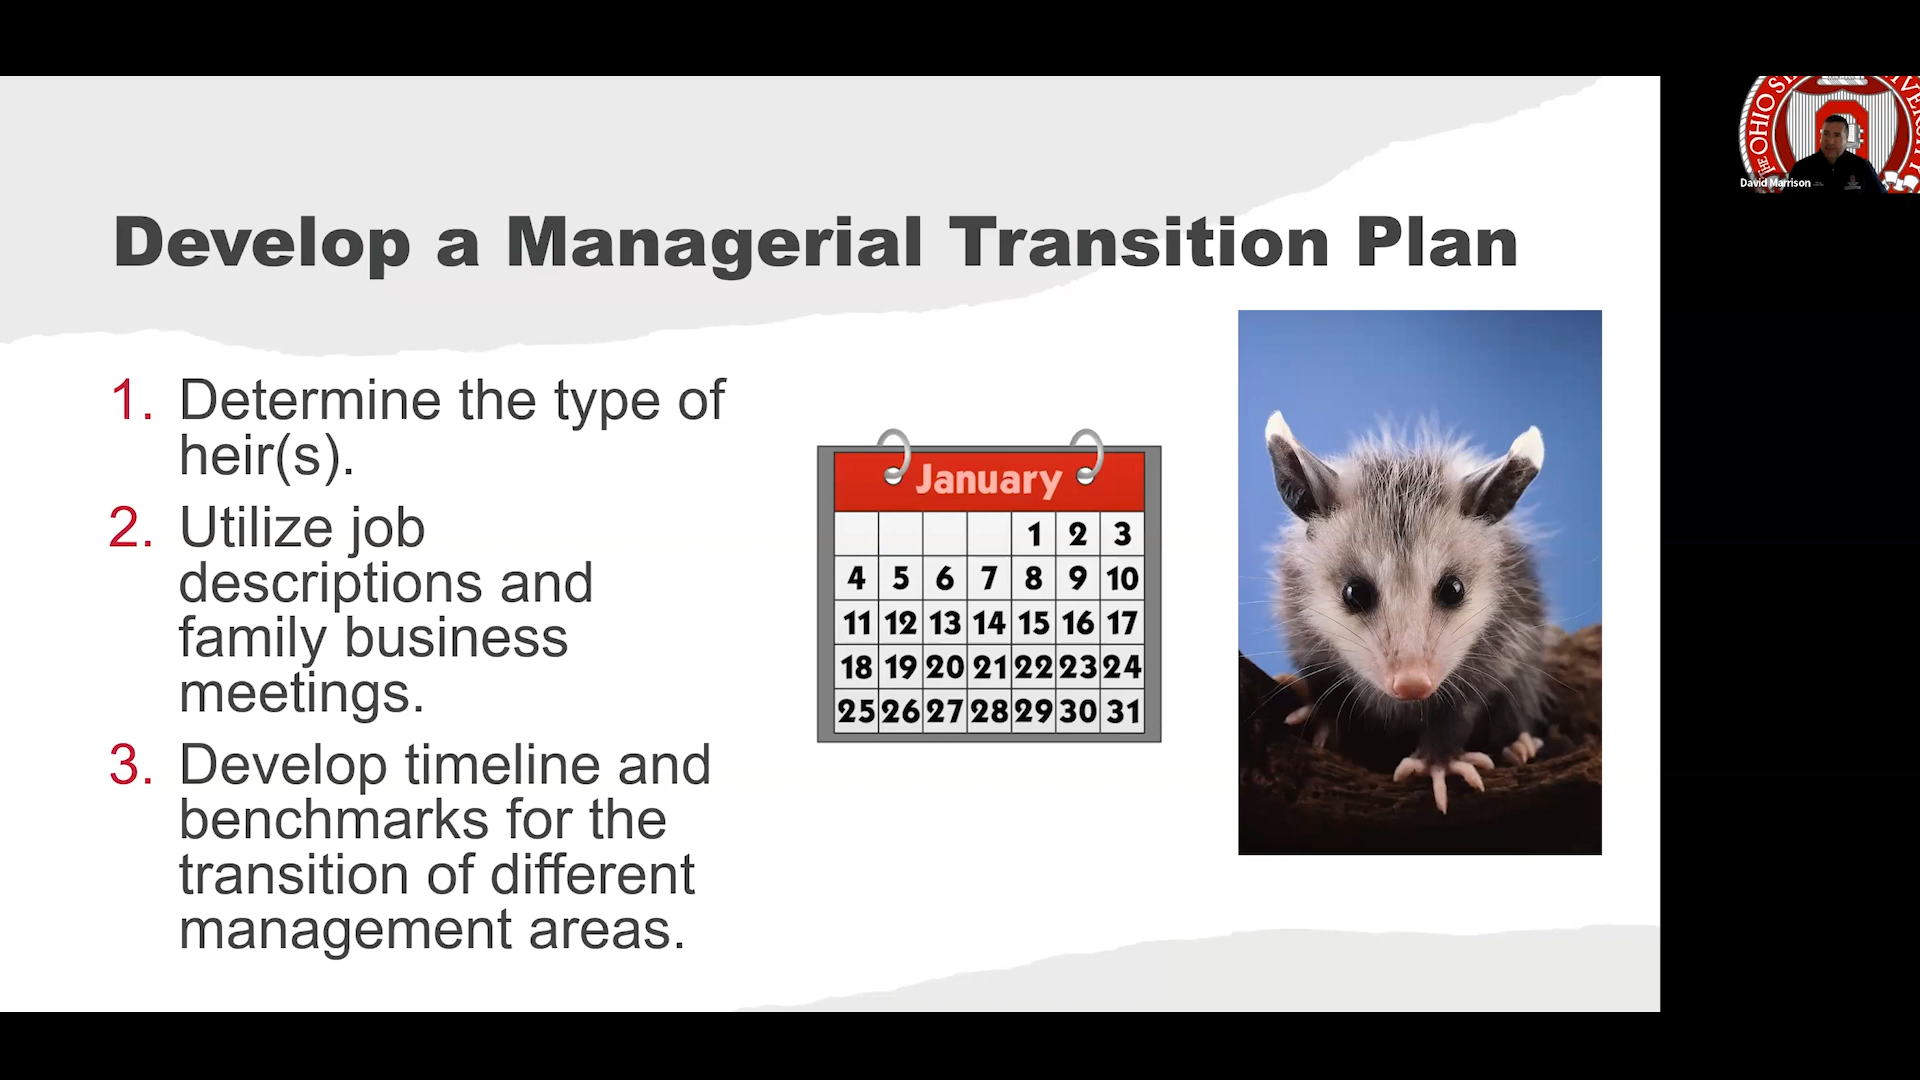 Develop a Managerial Transition Plan
1. Determine the type of
heir(s).
2. Utilize job
descriptions and
family business
meetings.
3. Develop timeline and
benchmarks for the
transition of different
management areas.
January
1 2 3
4 5 6 7 8 9 10
11 12 13 14 15 16 17
18 19 20 21 22 23 24
25 26 27 28 29 30 31
THE OHIO
David Marrison